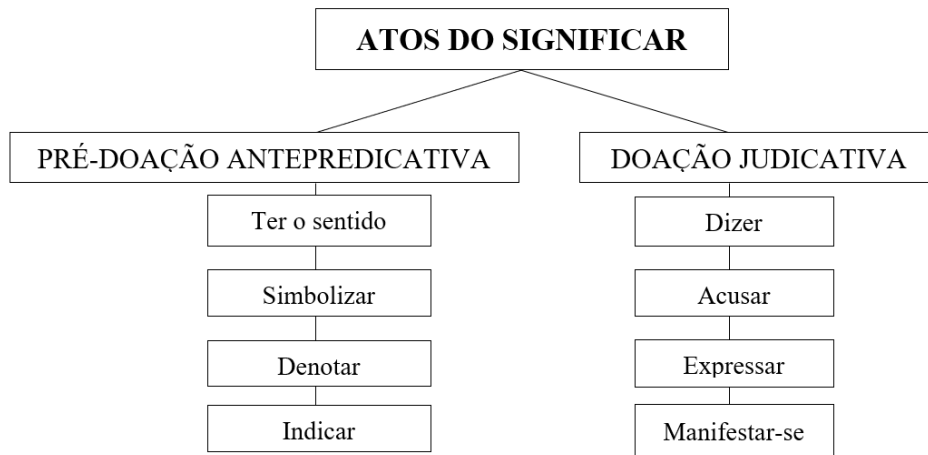 ATOS DO SIGNIFICAR
PRÉ-DOAÇÃO ANTEPREDICATIVA
Ter o sentido
Simbolizar
Denotar
Indicar
DOAÇÃO JUDICATIVA
Dizer
Acusar
Expressar
Manifestar-se